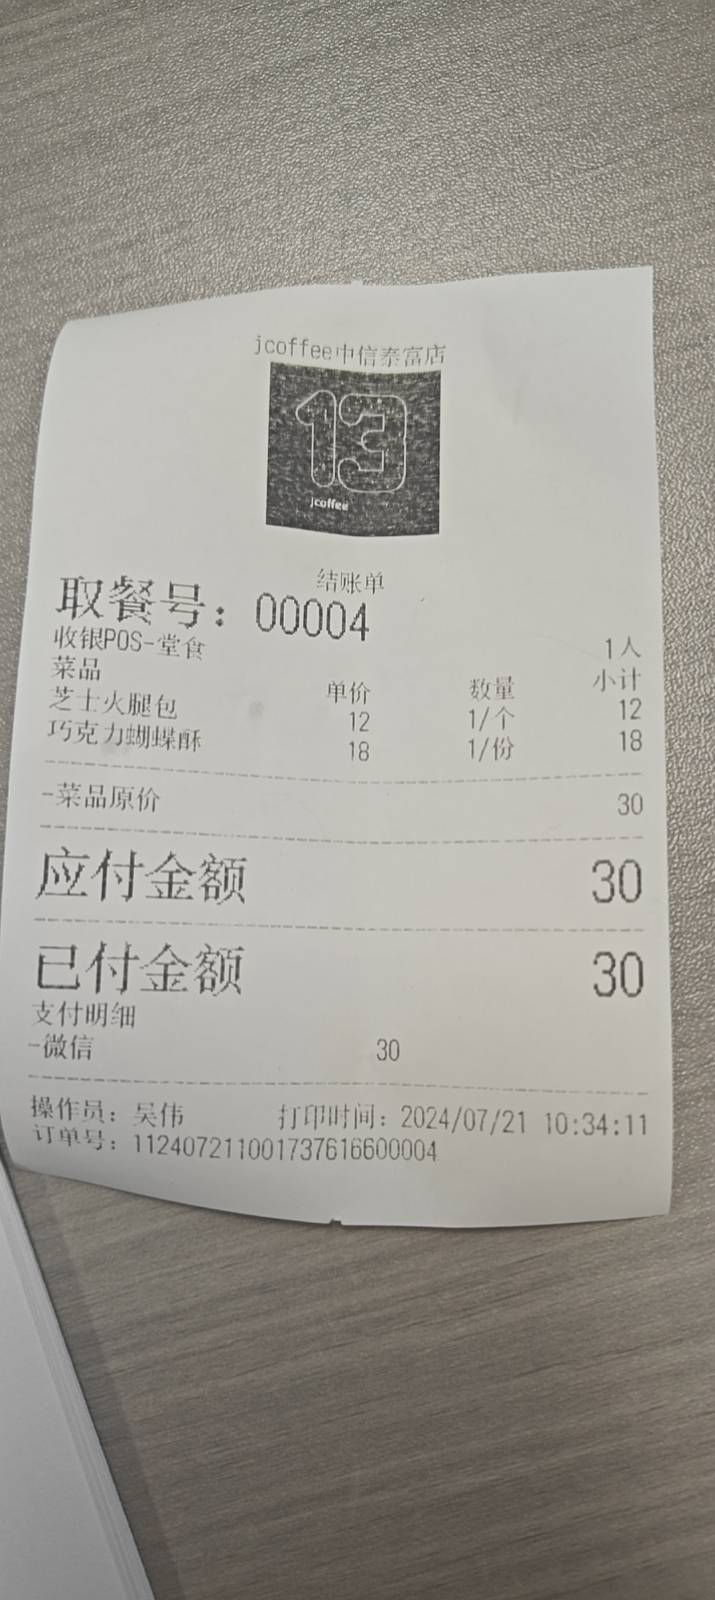 jcoffee中信泰富店
13
jcoffee
结账单
取餐号：00004
收银POS-堂食 1人
菜品 单价 数量 小计
芝士火腿包 12 1/个 12
巧克力蝴蝶酥 18 1/份 18
-菜品原价 30
应付金额 30
已付金额 30
支付明细
-微信 30
操作员：吴伟 打印时间：2024/07/21 10:34:11
订单号：112407211001737616600004